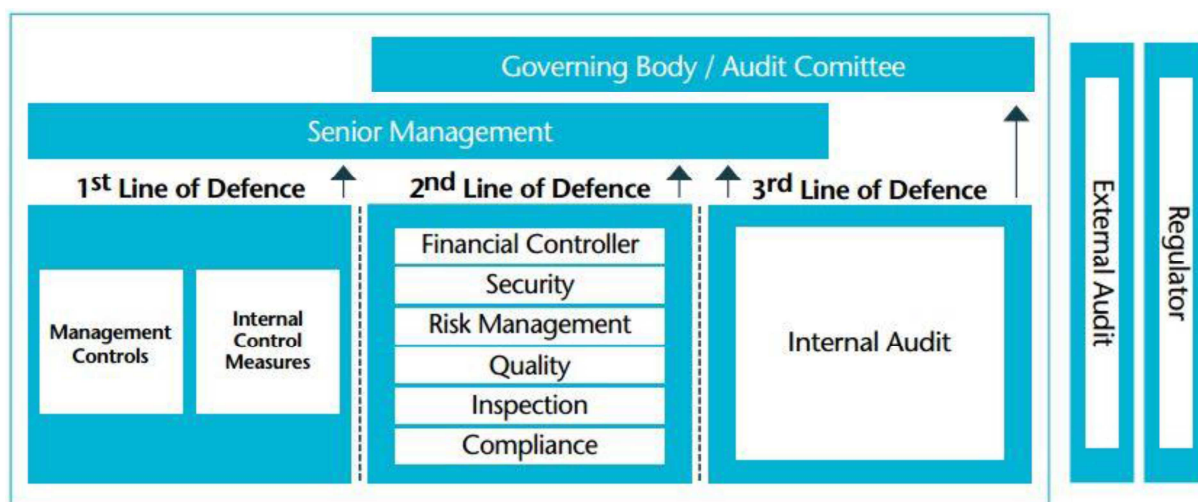 Governing Body / Audit Comittee
Senior Management
1st Line of Defence
2nd Line of Defence
3rd Line of Defence
Management
Controls
Internal
Control
Measures
Financial Controller
Security
Risk Management
Quality
Inspection
Compliance
Internal Audit
External Audit
Regulator